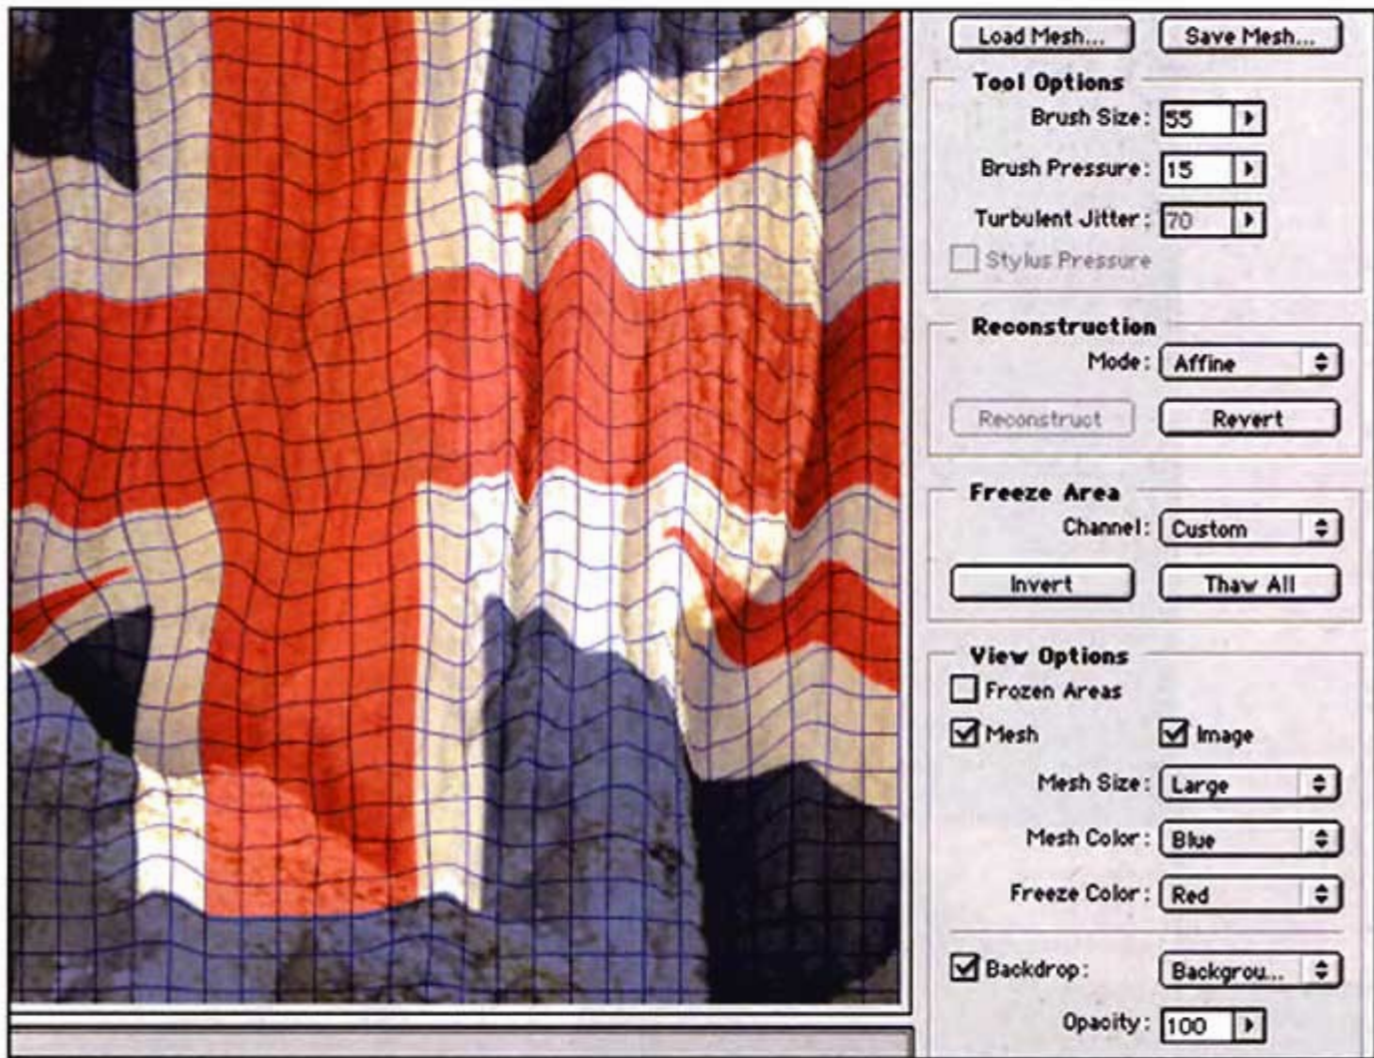 Load Mesh... Save Mesh...
Tool Options
Brush Size: 55
Brush Pressure: 15
Turbulent Jitter: 70
Stylus Pressure
Reconstruction
Mode: Affine
Reconstruct Revert
Freeze Area
Channel: Custom
Invert Thaw All
View Options
Frozen Areas
Mesh Image
Mesh Size: Large
Mesh Color: Blue
Freeze Color: Red
Backdrop: Backgrou...
Opacity: 100